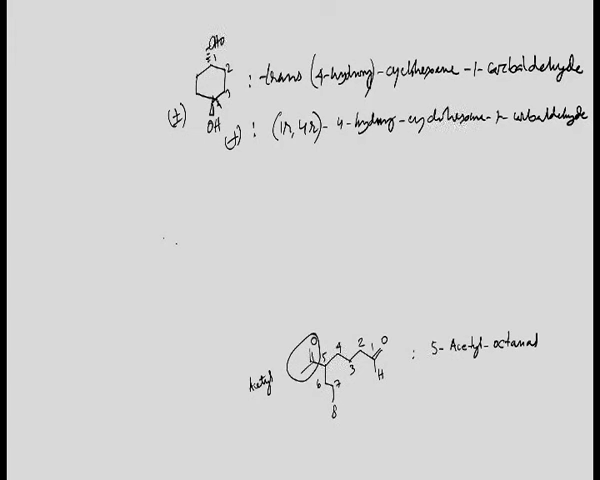 CHO
1
2
3
4
OH
: -trans (4-hydroxy)-cyclohexane-1-carbaldehyde
(±)
(±) : (1r, 4r)-4-hydroxy-cyclohexane-1-carbaldehyde
O
Acetyl
5 4 3 2 1 O
H
6 7
8
: 5-Acetyl-octanal